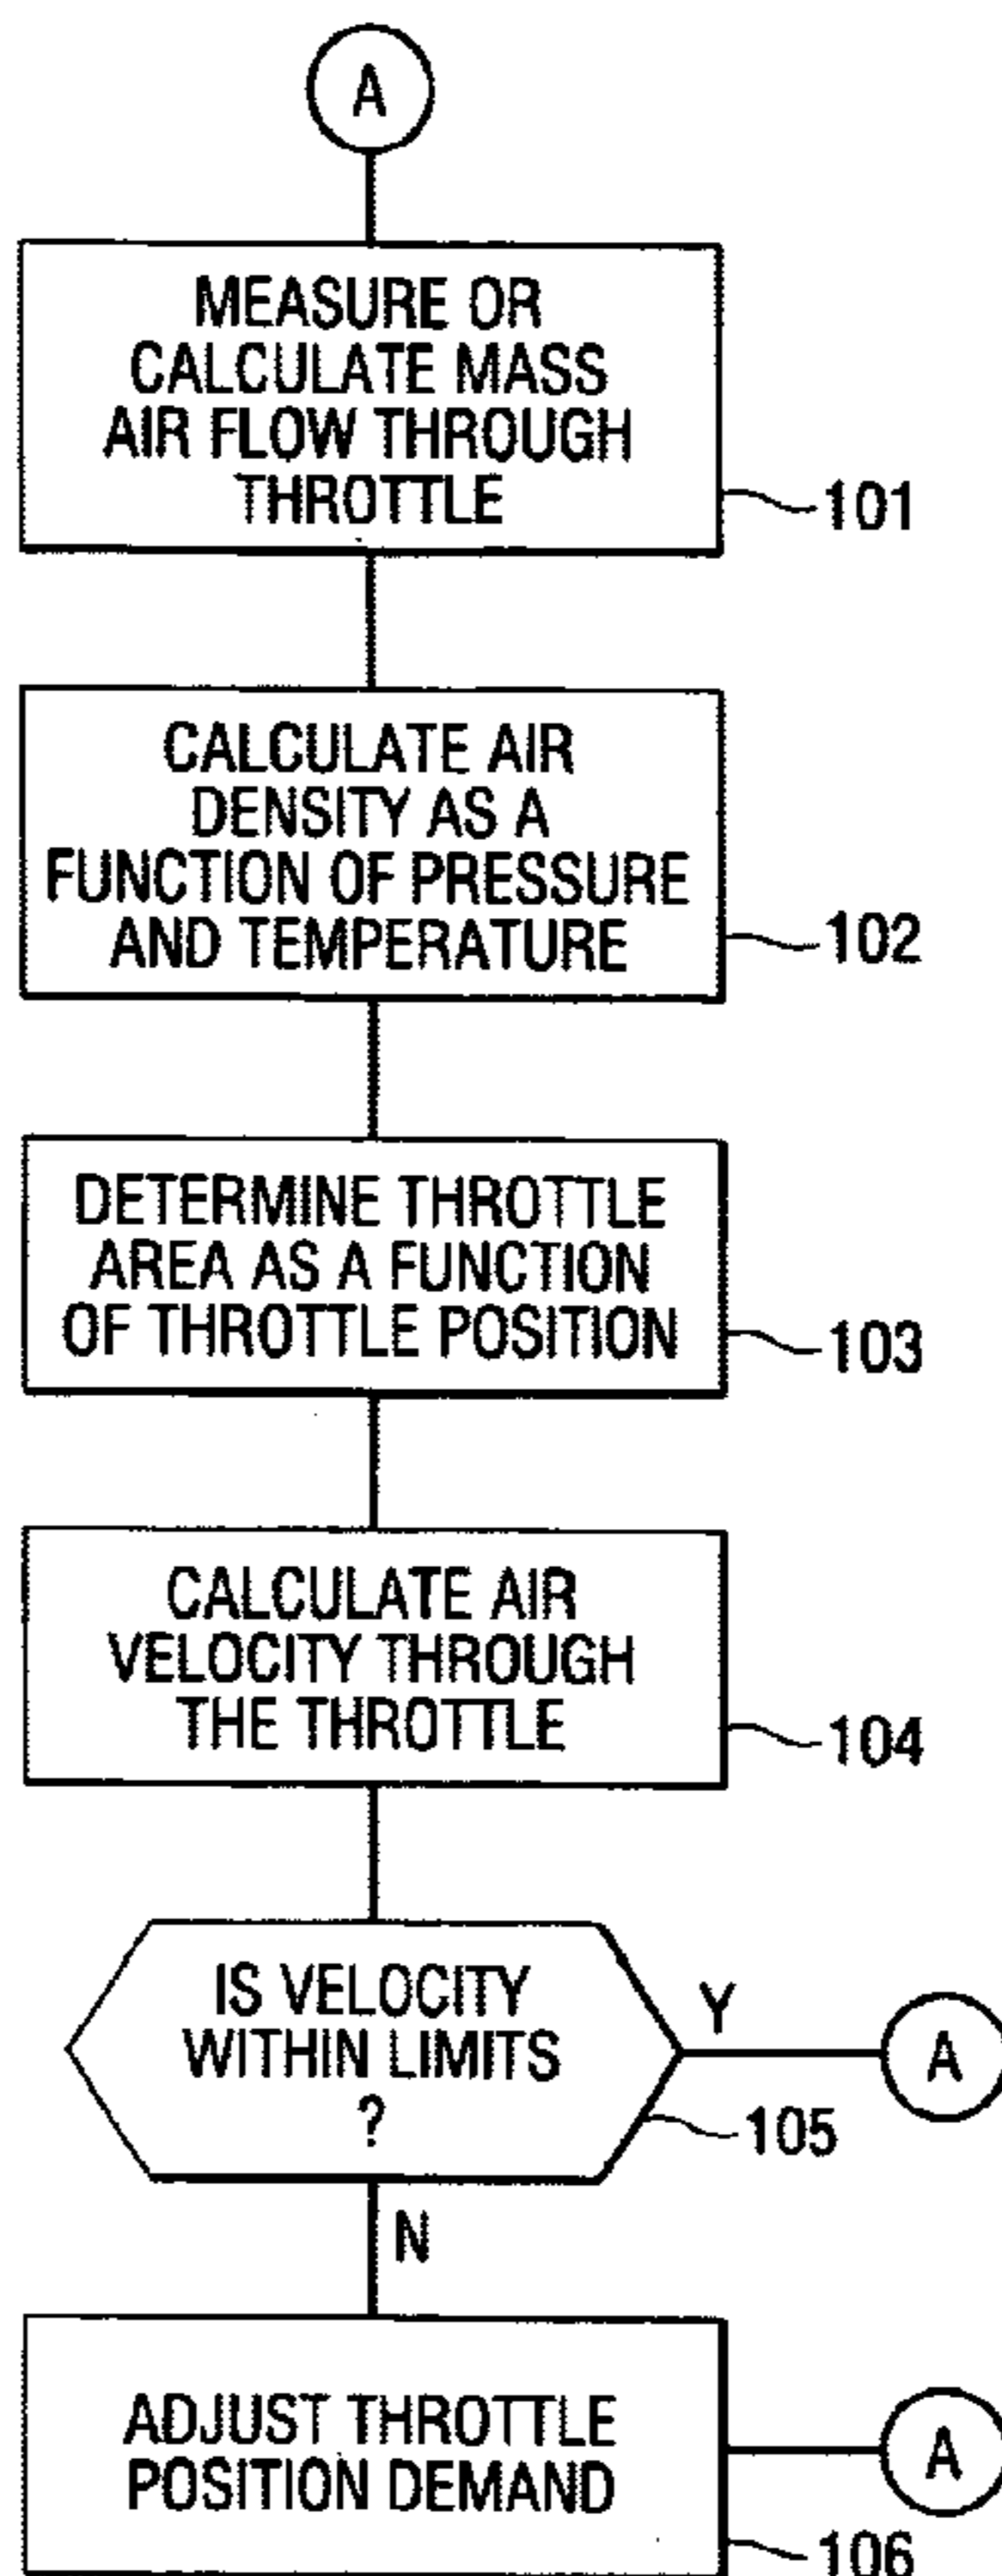 A
MEASURE OR
CALCULATE MASS
AIR FLOW THROUGH
THROTTLE
101
CALCULATE AIR
DENSITY AS A
FUNCTION OF PRESSURE
AND TEMPERATURE
102
DETERMINE THROTTLE
AREA AS A FUNCTION
OF THROTTLE POSITION
103
CALCULATE AIR
VELOCITY THROUGH
THE THROTTLE
104
IS VELOCITY
WITHIN LIMITS
?
Y
A
105
N
ADJUST THROTTLE
POSITION DEMAND
A
106